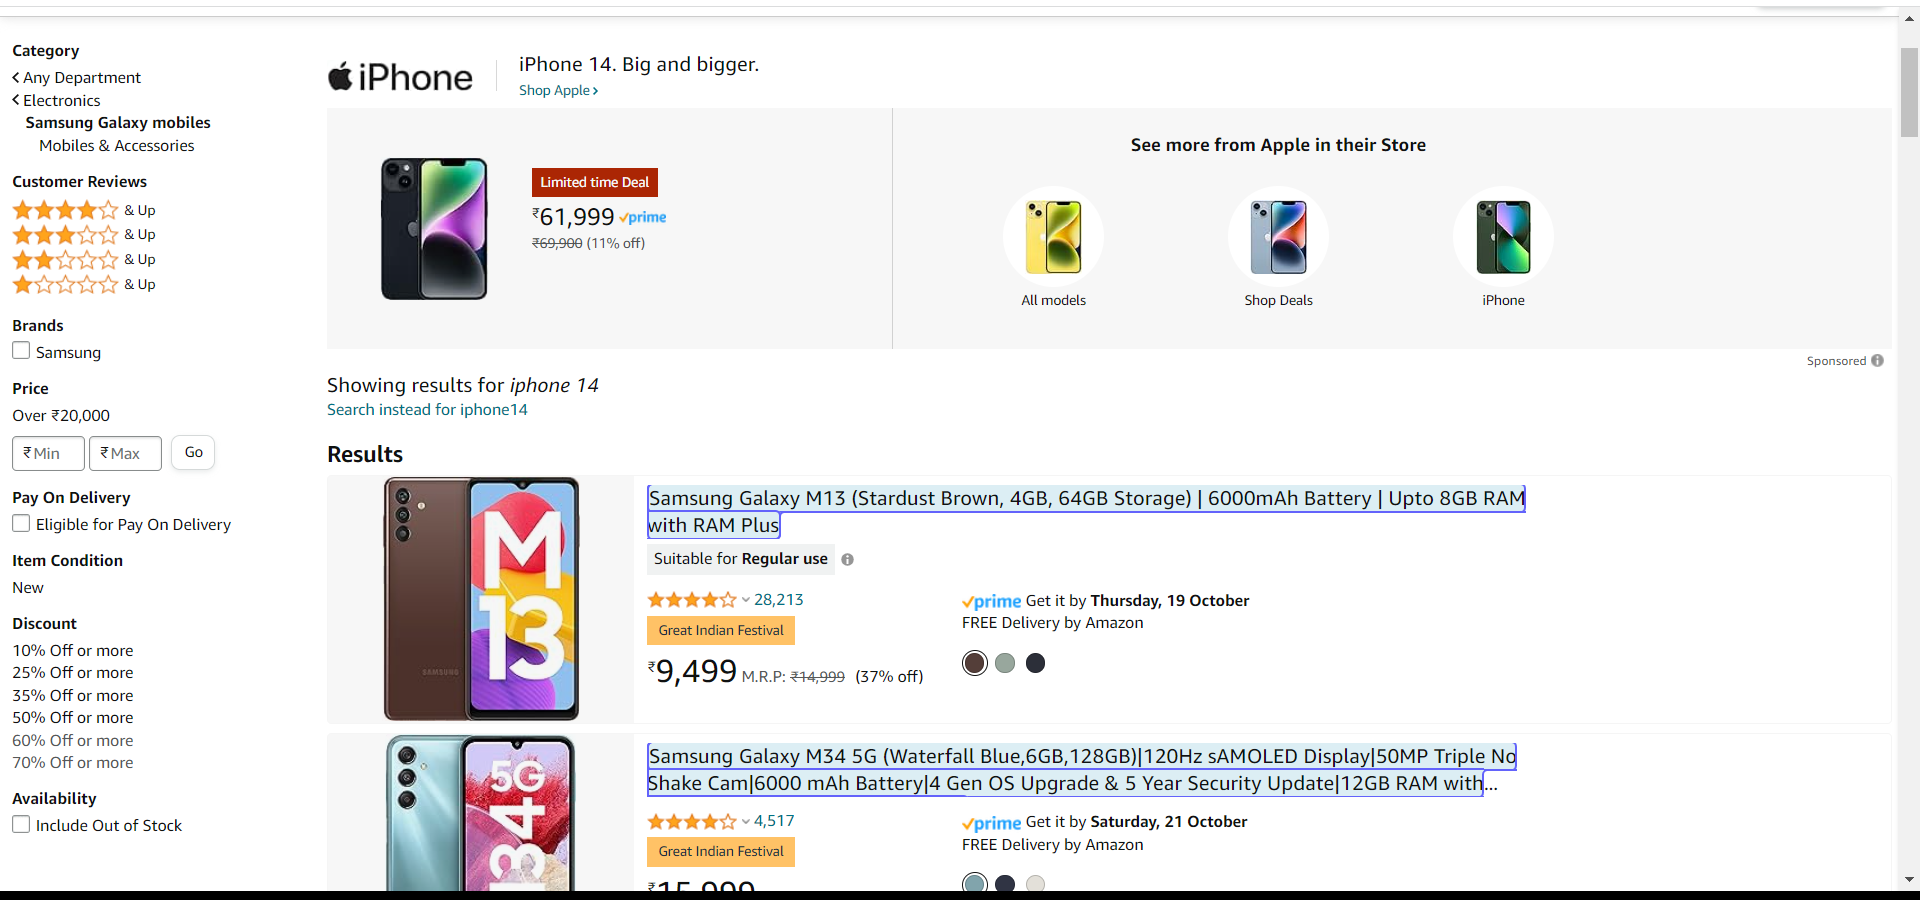 Category
Any Department
Electronics
Samsung Galaxy mobiles
Mobiles & Accessories
Customer Reviews
& Up
& Up
& Up
& Up
Brands
Samsung
Price
Over ₹20,000
₹ Min
₹ Max
Go
Pay On Delivery
Eligible for Pay On Delivery
Item Condition
New
Discount
10% Off or more
25% Off or more
35% Off or more
50% Off or more
60% Off or more
70% Off or more
Availability
Include Out of Stock
iPhone
iPhone 14. Big and bigger.
Shop Apple ›
Limited time Deal
₹61,999 prime
₹69,900 (11% off)
See more from Apple in their Store
All models
Shop Deals
iPhone
Sponsored
Showing results for iphone 14
Search instead for iphone14
Results
M
13
SAMSUNG
Samsung Galaxy M13 (Stardust Brown, 4GB, 64GB Storage) | 6000mAh Battery | Upto 8GB RAM
with RAM Plus
Suitable for Regular use
28,213
Great Indian Festival
₹9,499 M.R.P: ₹14,999 (37% off)
prime Get it by Thursday, 19 October
FREE Delivery by Amazon
5G
Samsung Galaxy M34 5G (Waterfall Blue,6GB,128GB)|120Hz sAMOLED Display|50MP Triple No
Shake Cam|6000 mAh Battery|4 Gen OS Upgrade & 5 Year Security Update|12GB RAM with...
4,517
Great Indian Festival
₹15,999
prime Get it by Saturday, 21 October
FREE Delivery by Amazon